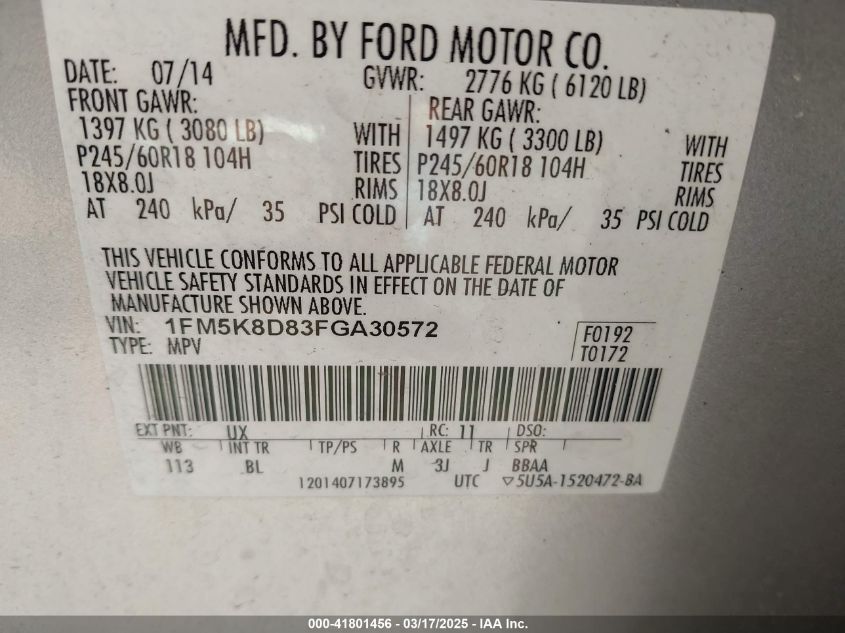 MFD. BY FORD MOTOR CO.
DATE: 07/14 GVWR: 2776 KG ( 6120 LB)
FRONT GAWR: REAR GAWR:
1397 KG ( 3080 LB) WITH 1497 KG ( 3300 LB) WITH
P245/60R18 104H TIRES P245/60R18 104H TIRES
18X8.0J RIMS 18X8.0J RIMS
AT 240 kPa/ 35 PSI COLD AT 240 kPa/ 35 PSI COLD
THIS VEHICLE CONFORMS TO ALL APPLICABLE FEDERAL MOTOR
VEHICLE SAFETY STANDARDS IN EFFECT ON THE DATE OF
MANUFACTURE SHOWN ABOVE.
VIN: 1FM5K8D83FGA30572 F0192
TYPE: MPV T0172
EXT PNT: UX RC: 11 DSO:
WB INT TR TP/PS R AXLE TR SPR
113 BL M 3J J BBAA
1201407173895 UTC ▽5U5A-1520472-BA
000-41801456 - 03/17/2025 - IAA Inc.